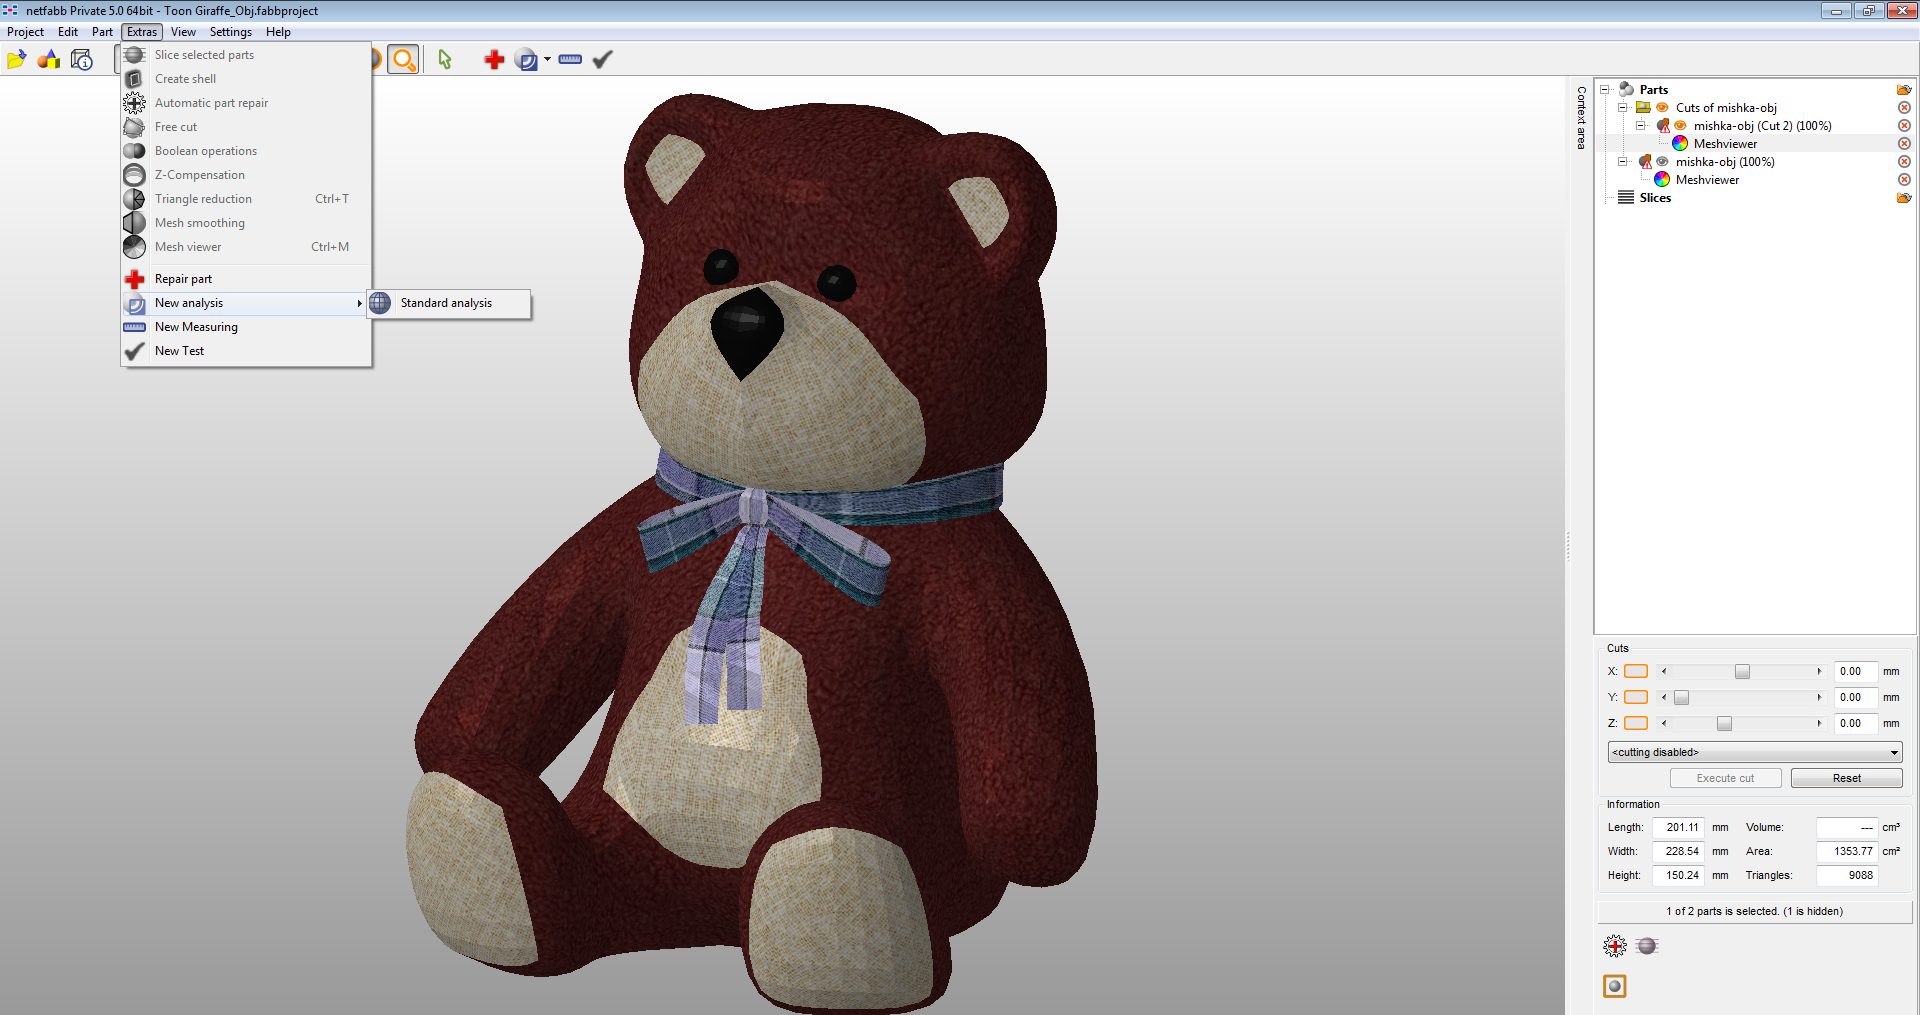 netfabb Private 5.0 64bit - Toon Giraffe_Obj.fabbproject
Project Edit Part Extras View Settings Help
Slice selected parts
Create shell
Automatic part repair
Free cut
Boolean operations
Z-Compensation
Triangle reduction Ctrl+T
Mesh smoothing
Mesh viewer Ctrl+M
Repair part
New analysis
Standard analysis
New Measuring
New Test
Context area
Parts
Cuts of mishka-obj
mishka-obj (Cut 2) (100%)
Meshviewer
mishka-obj (100%)
Meshviewer
Slices
Cuts
X: 0.00 mm
Y: 0.00 mm
Z: 0.00 mm
<cutting disabled>
Execute cut Reset
Information
Length: 201.11 mm Volume: --- cm³
Width: 228.54 mm Area: 1353.77 cm²
Height: 150.24 mm Triangles: 9088
1 of 2 parts is selected. (1 is hidden)